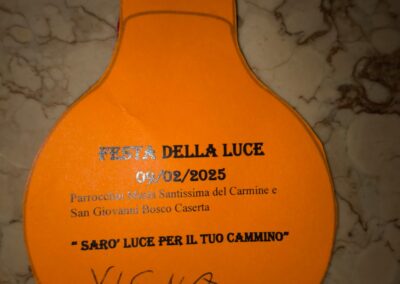 FESTA DELLA LUCE
09/02/2025
Parrocchia Maria Santissima del Carmine e
San Giovanni Bosco Caserta
“ SARO’ LUCE PER IL TUO CAMMINO”